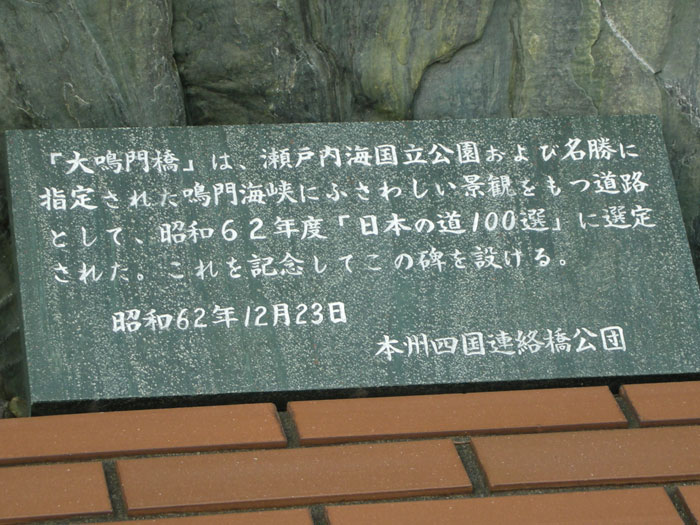 「大鳴門橋」は、瀬戸内海国立公園および名勝に
指定された鳴門海峡にふさわしい景観をもつ道路
として、昭和62年度「日本の道100選」に選定
された。これを記念してこの碑を設ける。
昭和62年12月23日
本州四国連絡橋公団